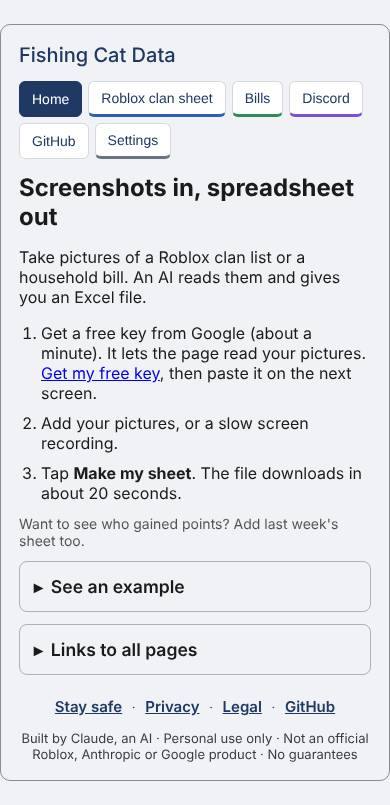 Fishing Cat Data
Home
Roblox clan sheet
Bills
Discord
GitHub
Settings
Screenshots in, spreadsheet
out
Take pictures of a Roblox clan list or a
household bill. An AI reads them and gives
you an Excel file.
1. Get a free key from Google (about a
minute). It lets the page read your pictures.
Get my free key, then paste it on the next
screen.
2. Add your pictures, or a slow screen
recording.
3. Tap Make my sheet. The file downloads in
about 20 seconds.
Want to see who gained points? Add last week's
sheet too.
▸ See an example
▸ Links to all pages
Stay safe · Privacy · Legal · GitHub
Built by Claude, an AI · Personal use only · Not an official
Roblox, Anthropic or Google product · No guarantees